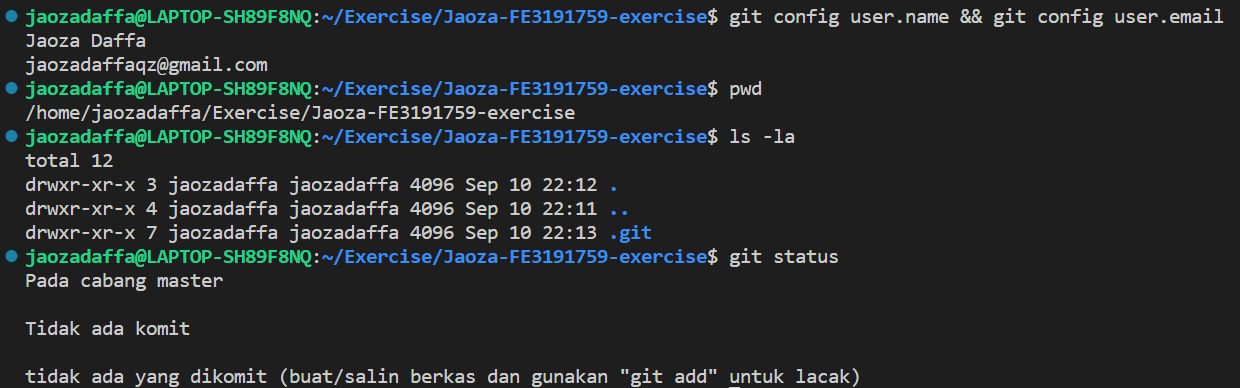 jaozadaffa@LAPTOP-SH89F8NQ:~/Exercise/Jaoza-FE3191759-exercise$ git config user.name && git config user.email
Jaoza Daffa
jaozadaffaqz@gmail.com
jaozadaffa@LAPTOP-SH89F8NQ:~/Exercise/Jaoza-FE3191759-exercise$ pwd
/home/jaozadaffa/Exercise/Jaoza-FE3191759-exercise
jaozadaffa@LAPTOP-SH89F8NQ:~/Exercise/Jaoza-FE3191759-exercise$ ls -la
total 12
drwxr-xr-x 3 jaozadaffa jaozadaffa 4096 Sep 10 22:12 .
drwxr-xr-x 4 jaozadaffa jaozadaffa 4096 Sep 10 22:11 ..
drwxr-xr-x 7 jaozadaffa jaozadaffa 4096 Sep 10 22:13 .git
jaozadaffa@LAPTOP-SH89F8NQ:~/Exercise/Jaoza-FE3191759-exercise$ git status
Pada cabang master
Tidak ada komit
tidak ada yang dikomit (buat/salin berkas dan gunakan "git add" untuk lacak)